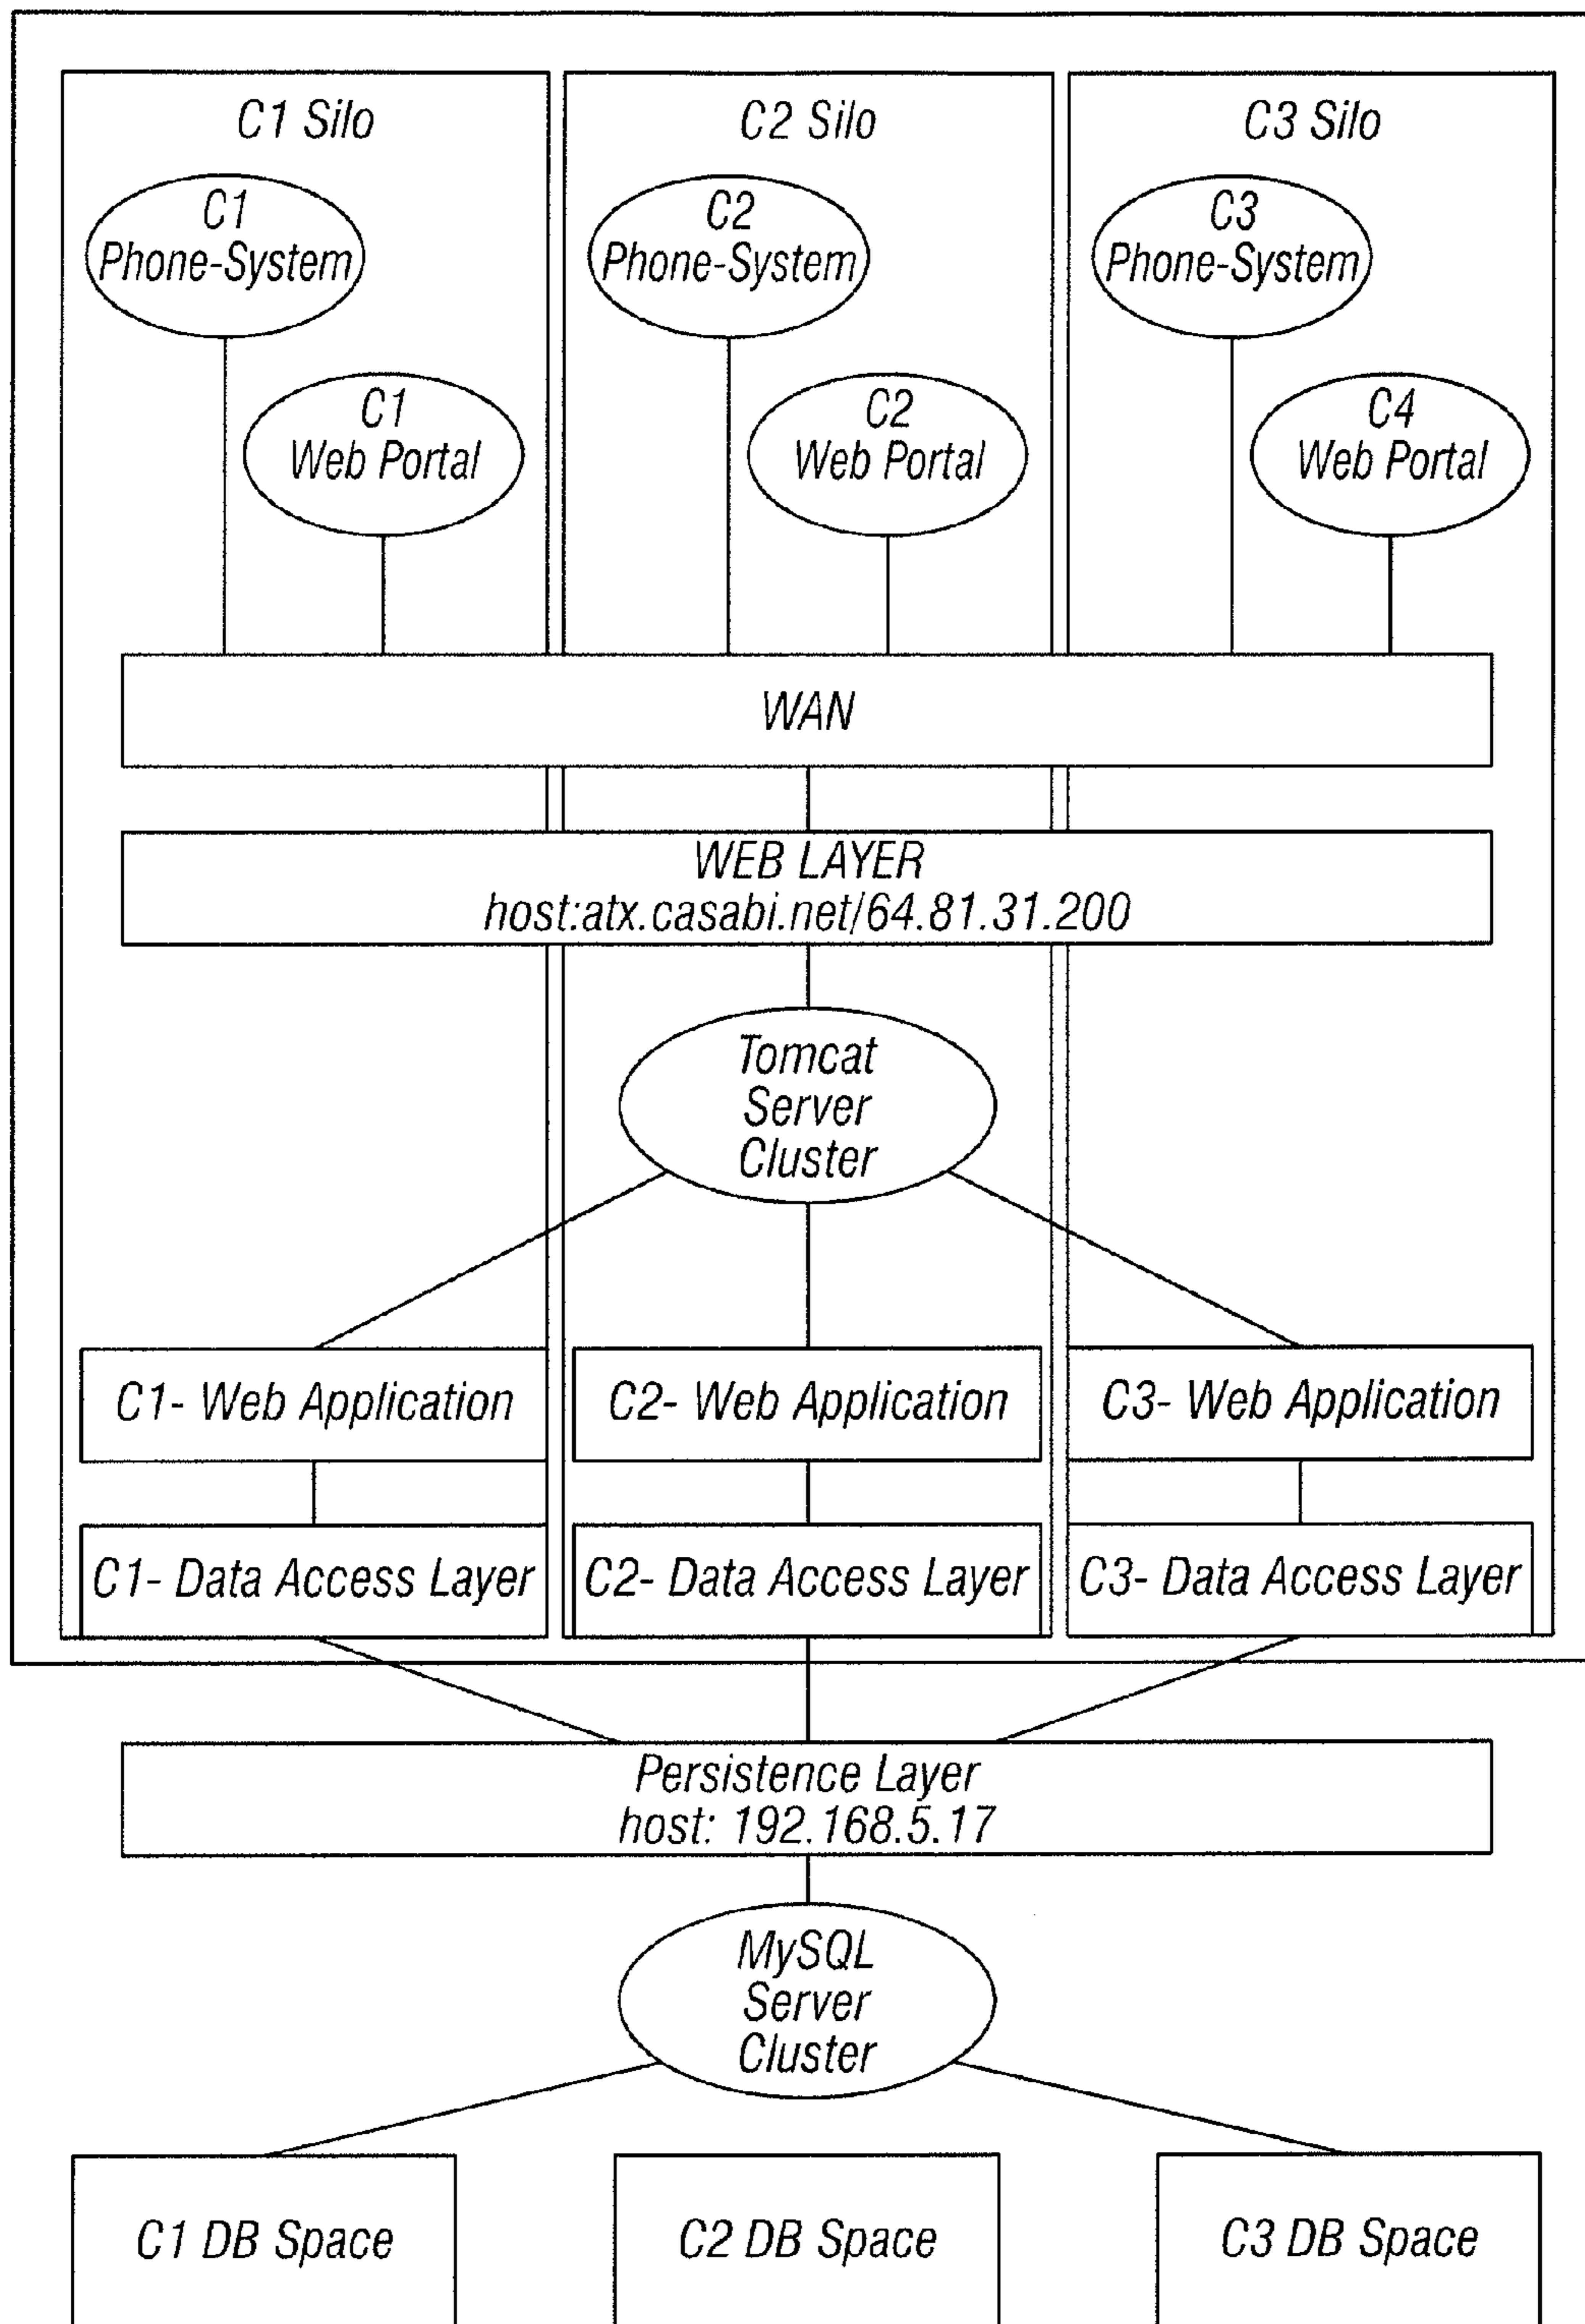 C1 Silo
C2 Silo
C3 Silo
C1
Phone-System
C2
Phone-System
C3
Phone-System
C1
Web Portal
C2
Web Portal
C4
Web Portal
WAN
WEB LAYER
host:atx.casabi.net/64.81.31.200
Tomcat
Server
Cluster
C1- Web Application
C2- Web Application
C3- Web Application
C1- Data Access Layer
C2- Data Access Layer
C3- Data Access Layer
Persistence Layer
host: 192.168.5.17
MySQL
Server
Cluster
C1 DB Space
C2 DB Space
C3 DB Space